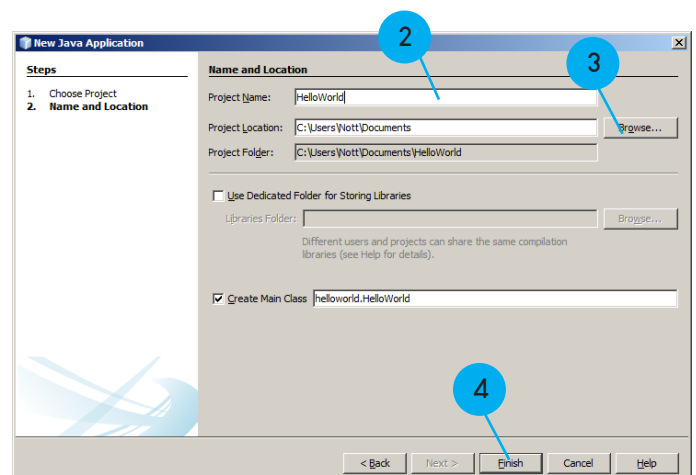 2
New Java Application
3
Steps
1. Choose Project
2. Name and Location
Name and Location
Project Name: HelloWorld
Project Location: C:\Users\Nott\Documents Browse...
Project Folder: C:\Users\Nott\Documents\HelloWorld
Use Dedicated Folder for Storing Libraries
Libraries Folder: Browse...
Different users and projects can share the same compilation
libraries (see Help for details).
Create Main Class helloworld.HelloWorld
4
< Back Next > Finish Cancel Help